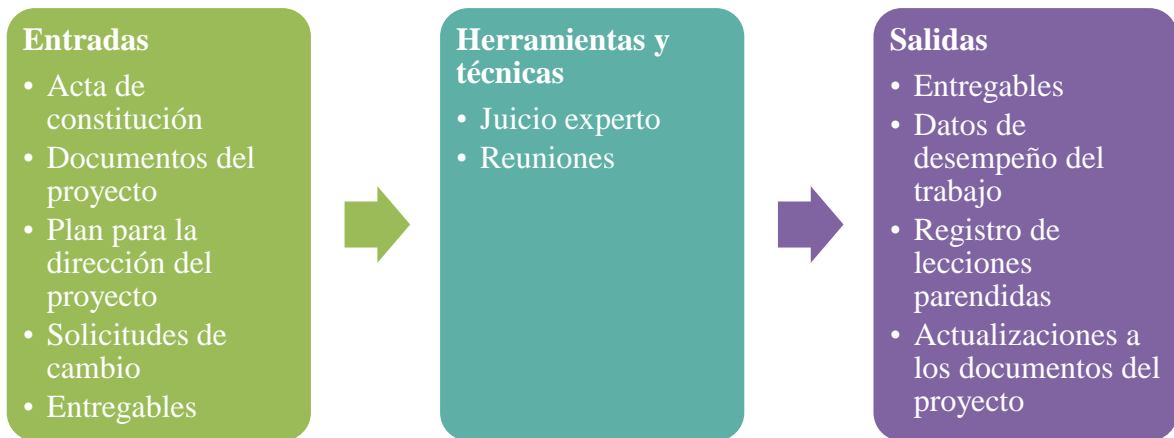 Entradas
• Acta de
constitución
• Documentos del
proyecto
• Plan para la
dirección del
proyecto
• Solicitudes de
cambio
• Entregables
Herramientas y
técnicas
• Juicio experto
• Reuniones
Salidas
• Entregables
• Datos de
desempeño del
trabajo
• Registro de
lecciones
parendidas
• Actualizaciones a
los documentos del
proyecto